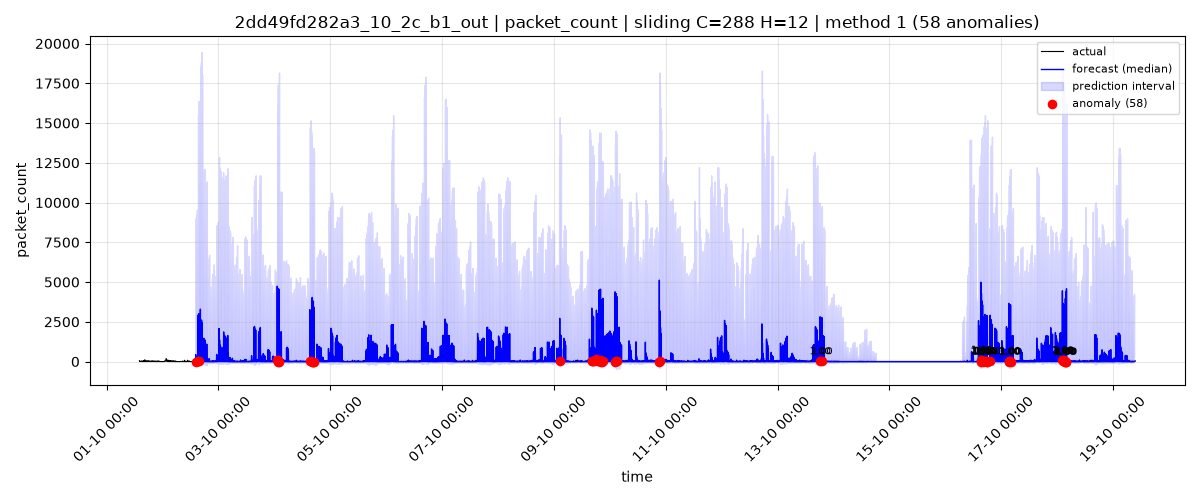 2dd49fd282a3_10_2c_b1_out | packet_count | sliding C=288 H=12 | method 1 (58 anomalies)
actual
forecast (median)
prediction interval
anomaly (58)
packet_count
20000
17500
15000
12500
10000
7500
5000
2500
0
01-10 00:00
03-10 00:00
05-10 00:00
07-10 00:00
09-10 00:00
11-10 00:00
13-10 00:00
15-10 00:00
17-10 00:00
19-10 00:00
time